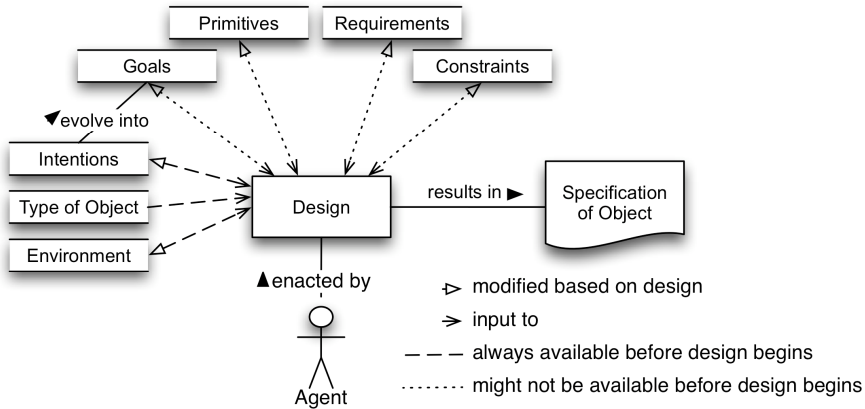 Primitives
Requirements
Goals
Constraints
evolve into
Intentions
Type of Object
Environment
Design
results in
Specification
of Object
enacted by
Agent
modified based on design
input to
always available before design begins
might not be available before design begins